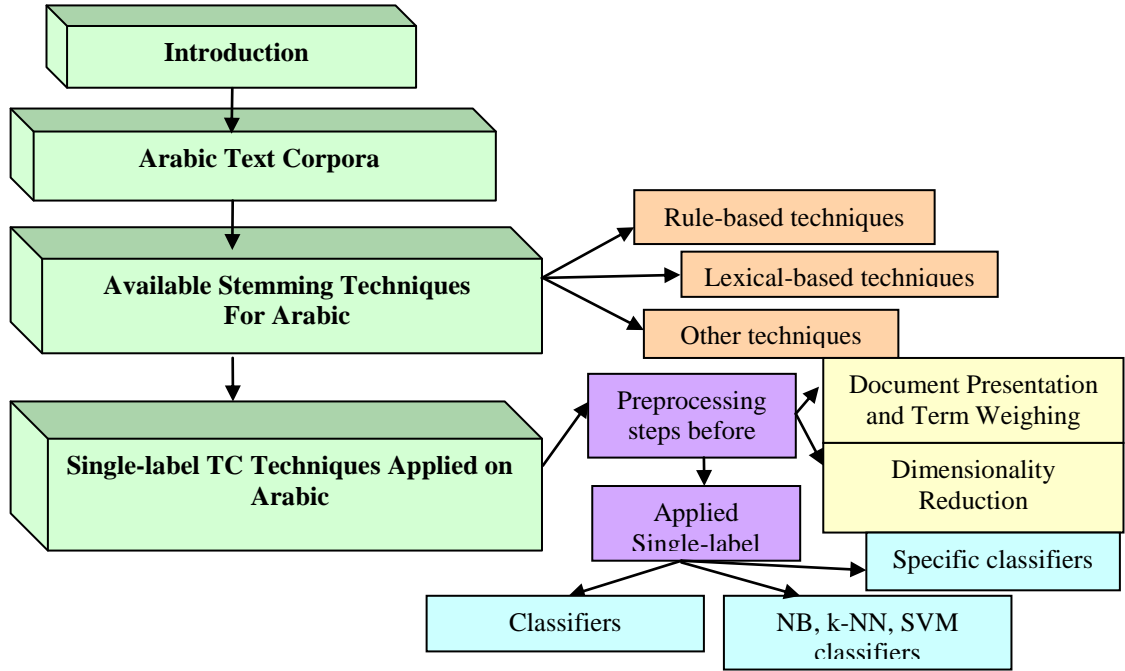 Introduction
Arabic Text Corpora
Available Stemming Techniques
For Arabic
Rule-based techniques
Lexical-based techniques
Other techniques
Single-label TC Techniques Applied on
Arabic
Preprocessing
steps before
Document Presentation
and Term Weighing
Dimensionality
Reduction
Applied
Single-label
Specific classifiers
Classifiers
NB, k-NN, SVM
classifiers